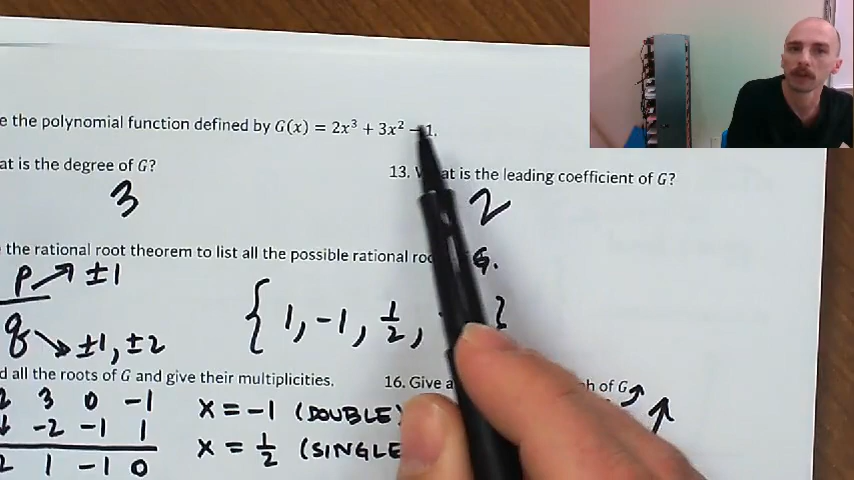 e the polynomial function defined by G(x) = 2x³ + 3x² − 1.
at is the degree of G?
3
13. What is the leading coefficient of G?
2
e the rational root theorem to list all the possible rational roo G.
p ±1
q ±1, ±2
{ 1, -1, 1/2, }
d all the roots of G and give their multiplicities.
2 3 0 -1
-2 -1 1
2 1 -1 0
x = -1 (DOUBLE)
x = 1/2 (SINGLE
16. Give a ph of G